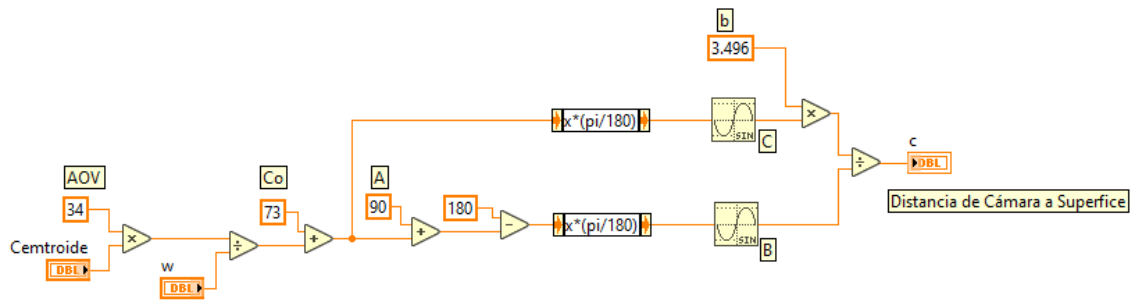 b
3.496
x*(pi/180)
SIN
C
×
÷
c
DBL
AOV
34
Co
73
A
90
180
Distancia de Cámara a Superfice
Cemtroide
DBL
×
w
DBL
÷
+
+
−
x*(pi/180)
SIN
B